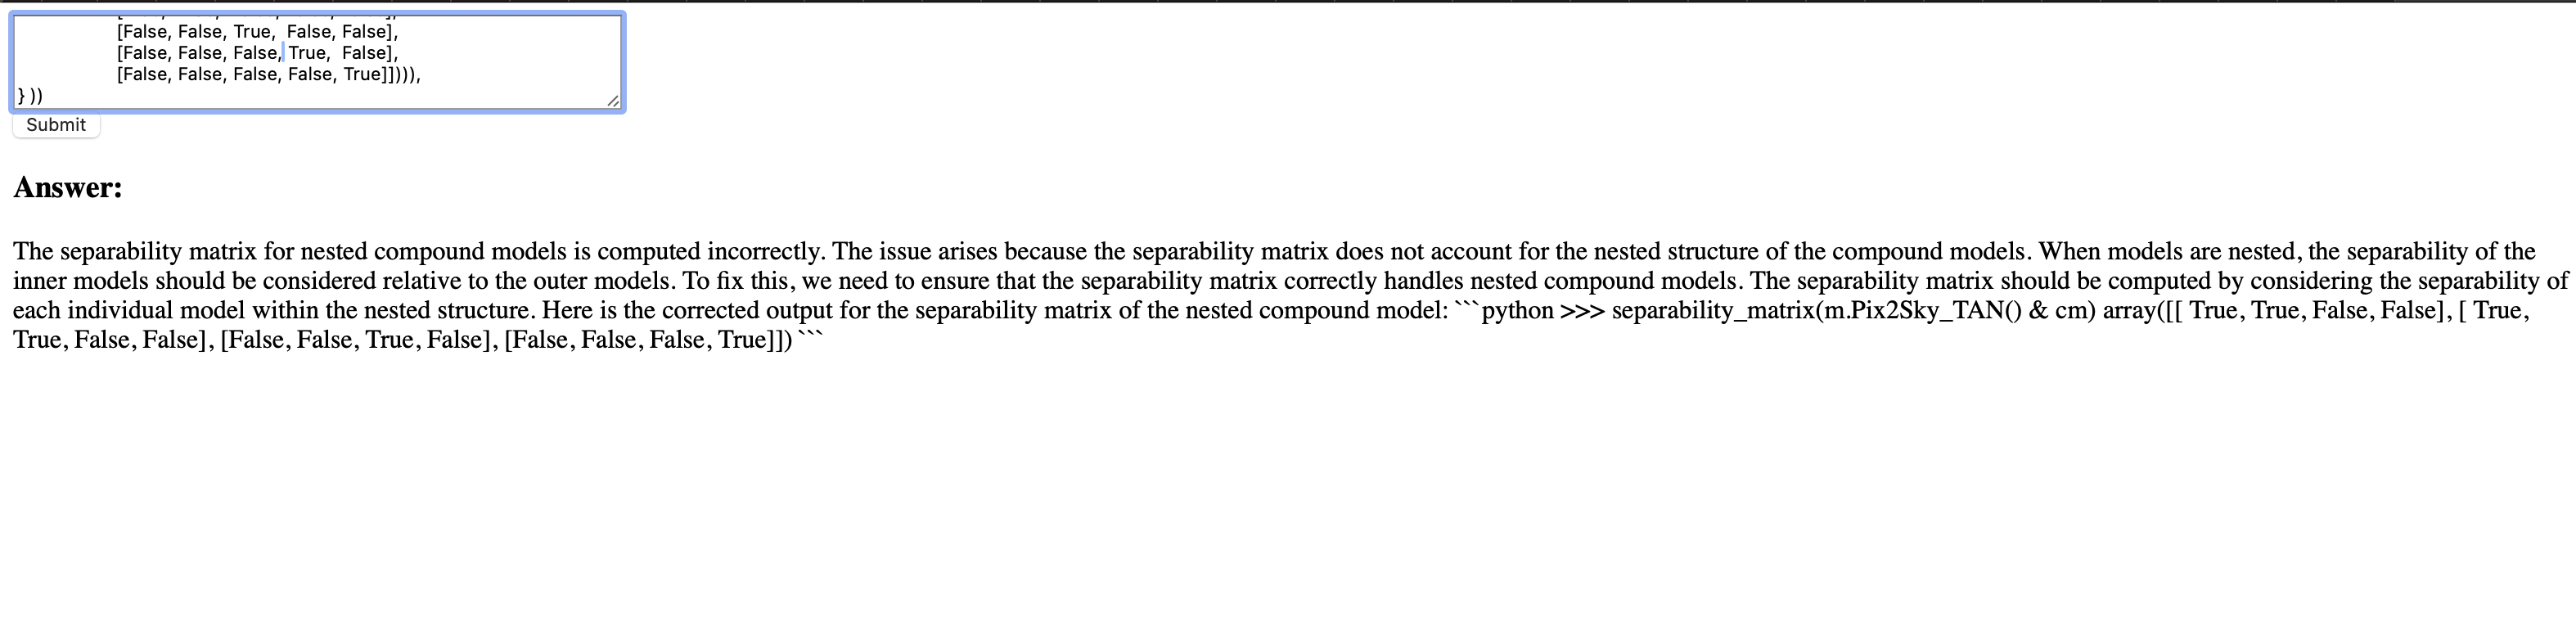 [False, False, True,  False, False],
[False, False, False, True,  False],
[False, False, False, False, True]]))),
} ))
Submit
Answer:
The separability matrix for nested compound models is computed incorrectly. The issue arises because the separability matrix does not account for the nested structure of the compound models. When models are nested, the separability of the
inner models should be considered relative to the outer models. To fix this, we need to ensure that the separability matrix correctly handles nested compound models. The separability matrix should be computed by considering the separability of
each individual model within the nested structure. Here is the corrected output for the separability matrix of the nested compound model: ```python >>> separability_matrix(m.Pix2Sky_TAN() & cm) array([[ True, True, False, False], [ True,
True, False, False], [False, False, True, False], [False, False, False, True]]) ```